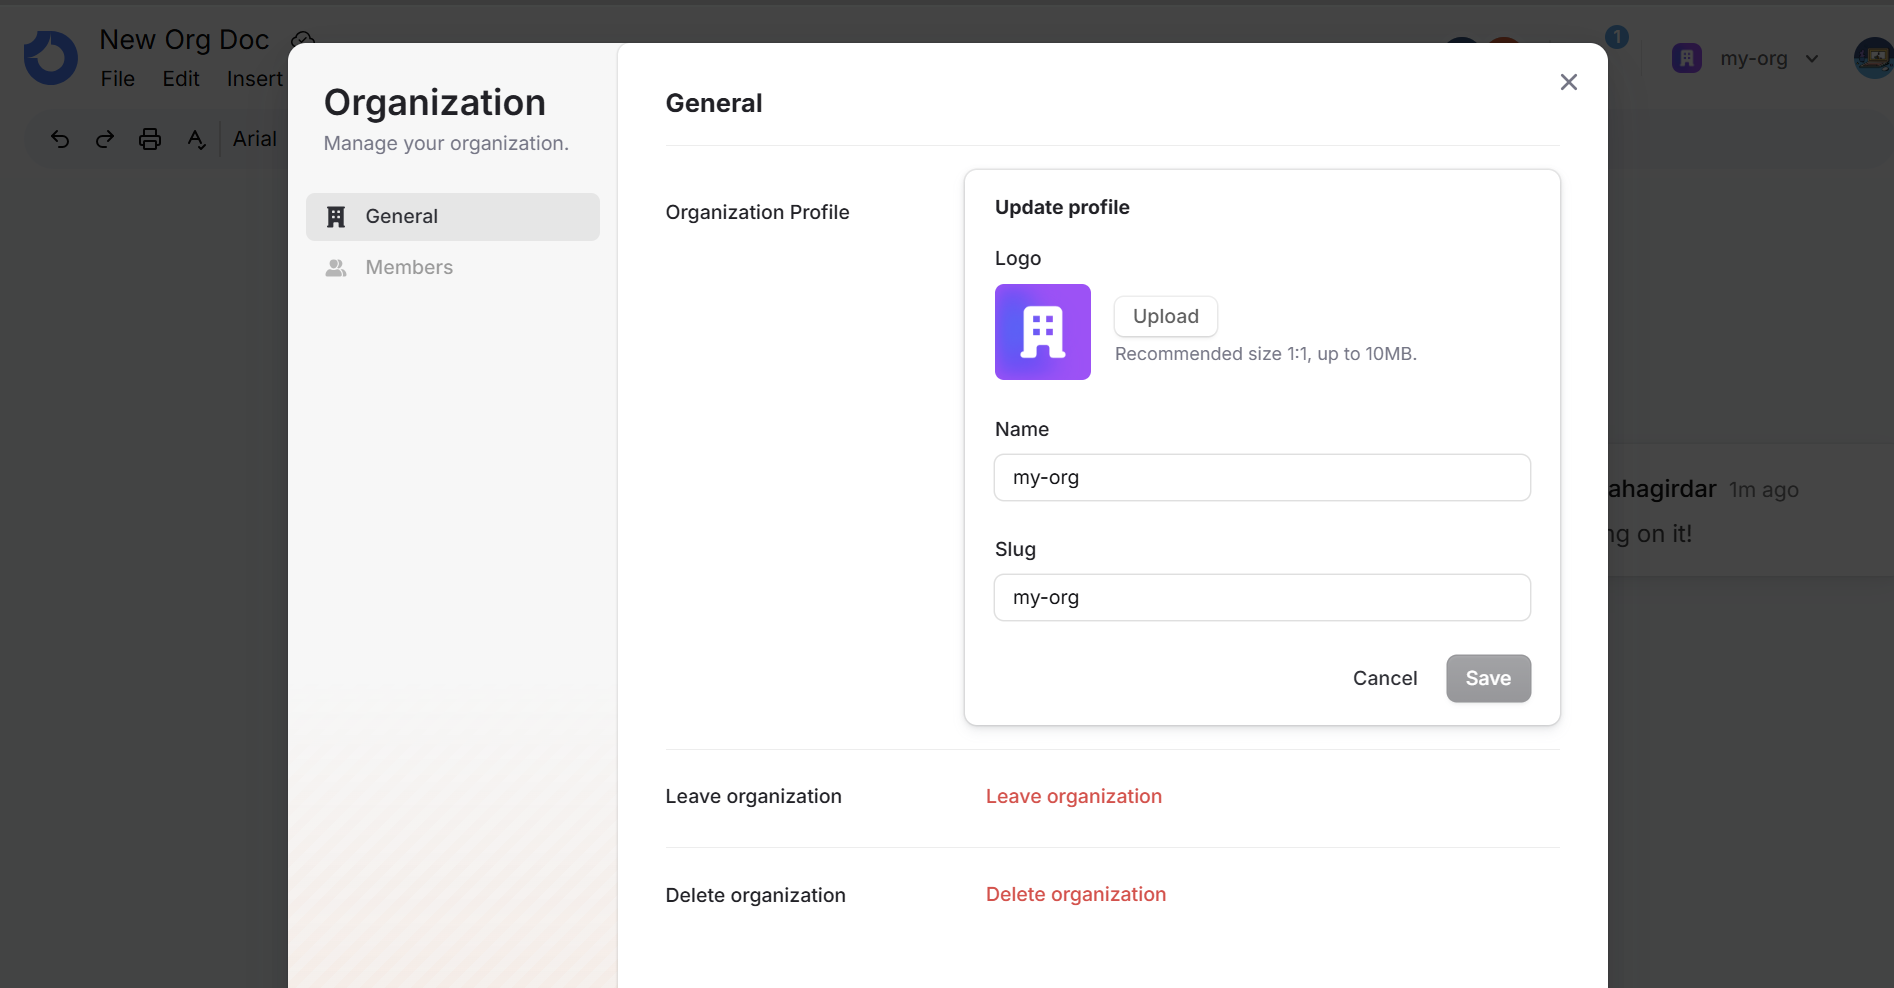 New Org Doc
File Edit Insert
Arial
1
my-org
Organization
Manage your organization.
General
Members
General
Organization Profile
Update profile
Logo
Upload
Recommended size 1:1, up to 10MB.
Name
my-org
Slug
my-org
Cancel Save
Leave organization Leave organization
Delete organization Delete organization
ahagirdar 1m ago
ng on it!